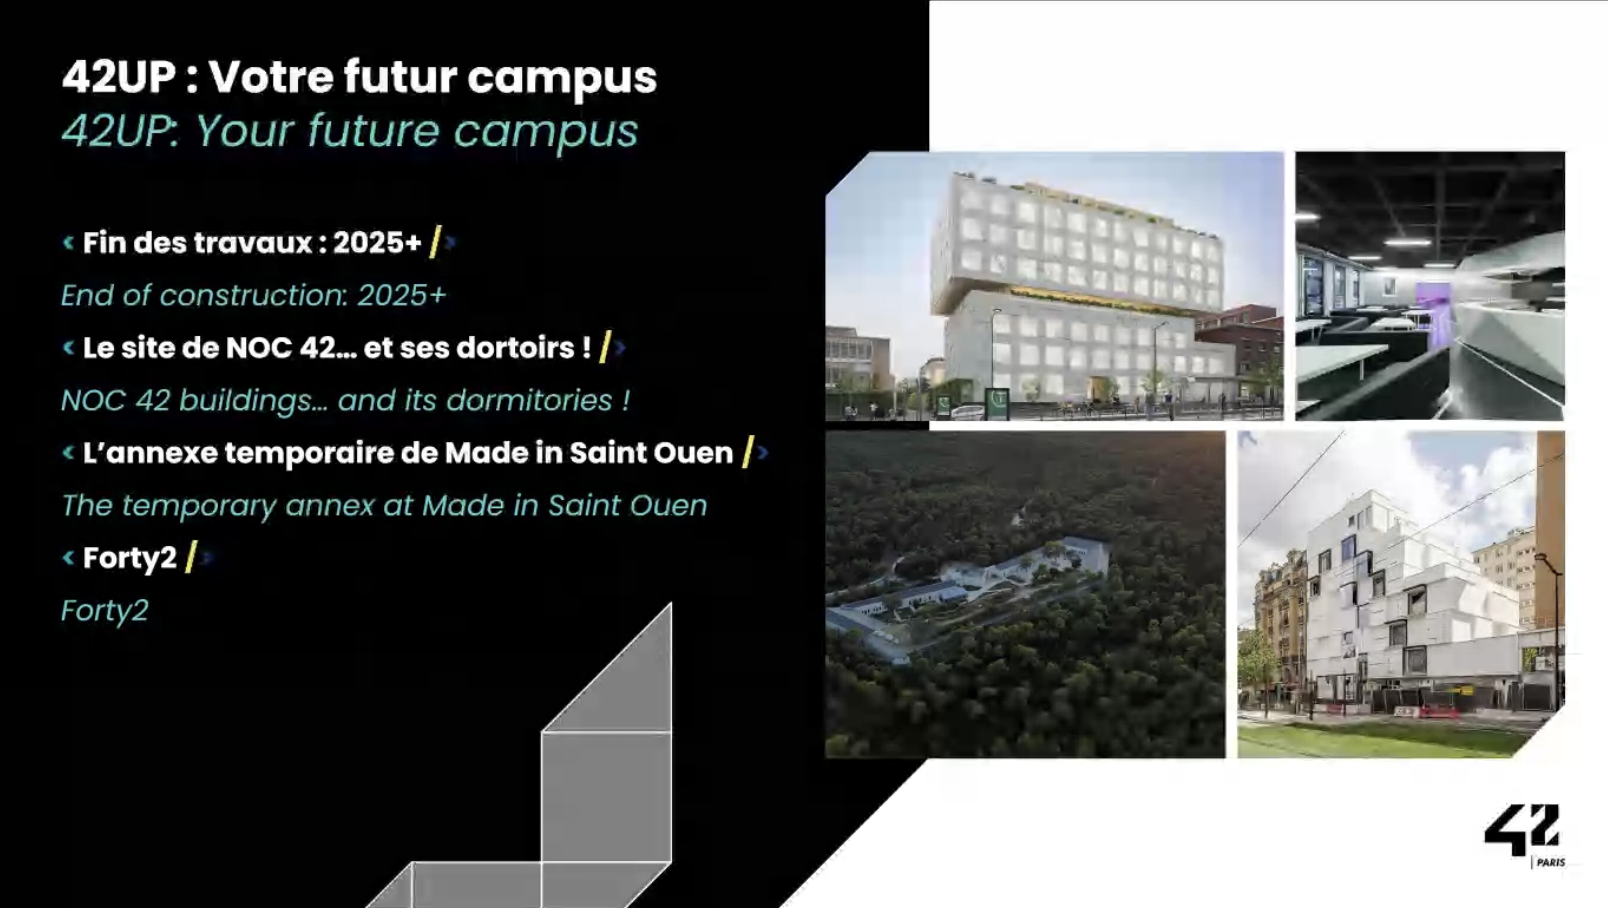 42UP : Votre futur campus
42UP: Your future campus
< Fin des travaux : 2025+ />
End of construction: 2025+
< Le site de NOC 42... et ses dortoirs ! />
NOC 42 buildings... and its dormitories !
< L’annexe temporaire de Made in Saint Ouen />
The temporary annex at Made in Saint Ouen
< Forty2 />
Forty2
42
PARIS